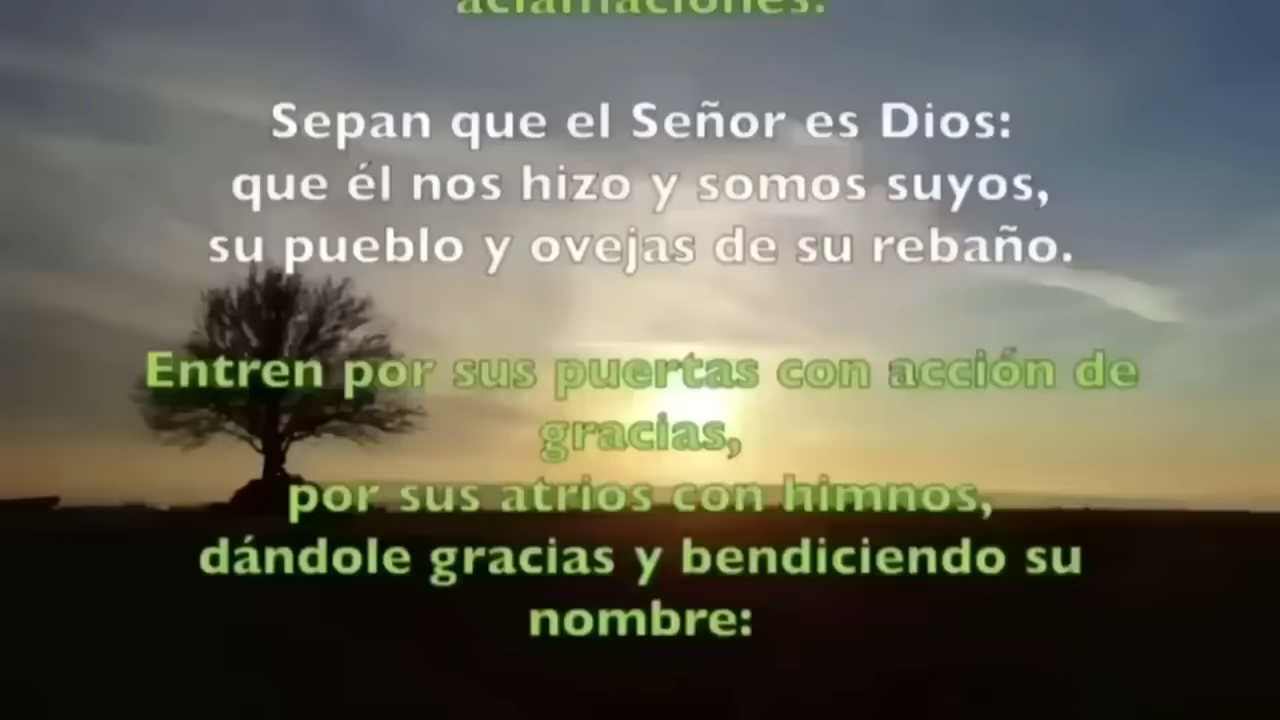 aclamaciones.
Sepan que el Señor es Dios:
que él nos hizo y somos suyos,
su pueblo y ovejas de su rebaño.
Entren por sus puertas con acción de
gracias,
por sus atrios con himnos,
dándole gracias y bendiciendo su
nombre: